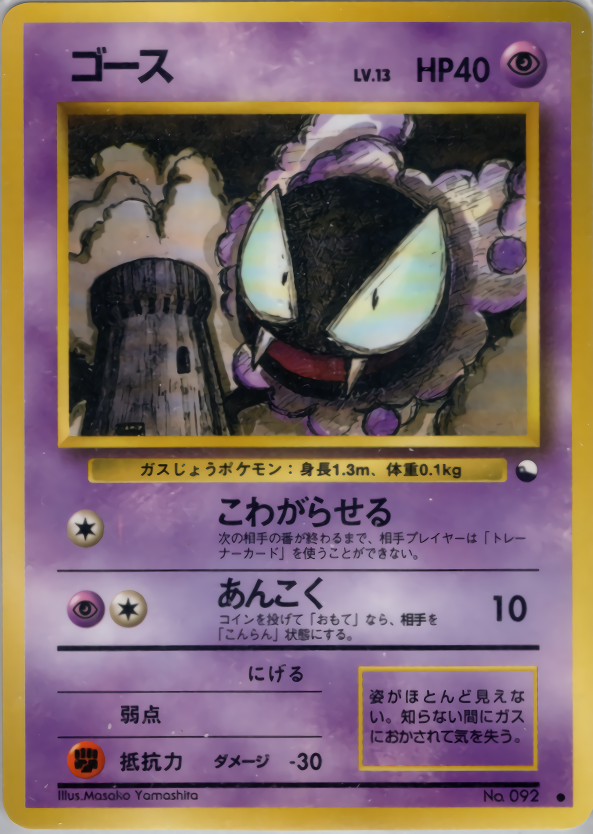 ゴース LV.13 HP40
ガスじょうポケモン：身長1.3m、体重0.1kg
こわがらせる
次の相手の番が終わるまで、相手プレイヤーは「トレー
ナーカード」を使うことができない。
あんこく 10
コインを投げて「おもて」なら、相手を
「こんらん」状態にする。
にげる
弱点
抵抗力 ダメージ -30
姿がほとんど見えな
い。知らない間にガス
におかされて気を失う。
Illus.Masako Yamashita
No. 092